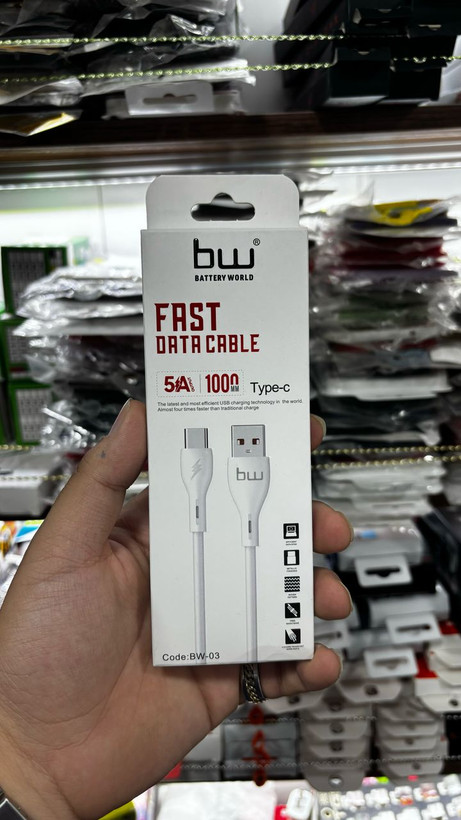 bw®
BATTERY WORLD
FAST
DATA CABLE
5A 1000 MM Type-c
The latest and most efficient USB charging technology in the world
Almost four times faster than traditional charge
bw
Code:BW-03